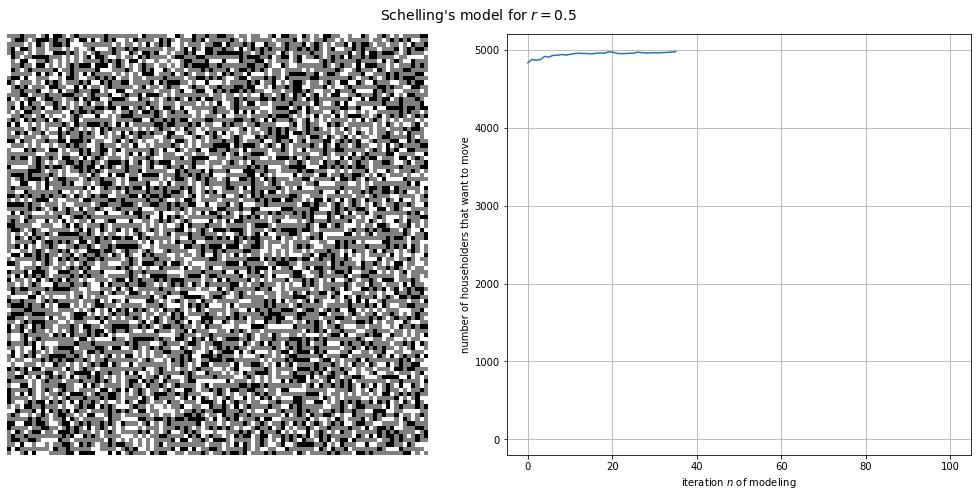 Schelling's model for r = 0.5
number of householders that want to move
5000
4000
3000
2000
1000
0
0 20 40 60 80 100
iteration n of modeling